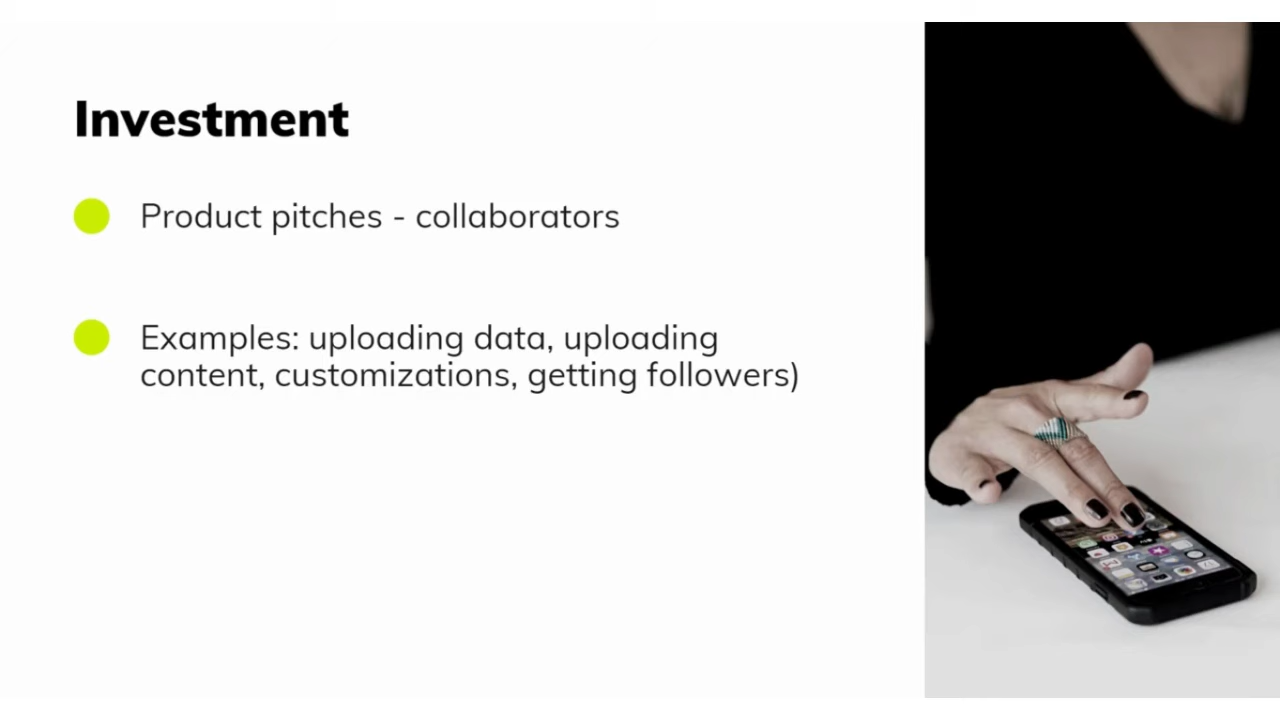 Investment
Product pitches - collaborators
Examples: uploading data, uploading
content, customizations, getting followers)